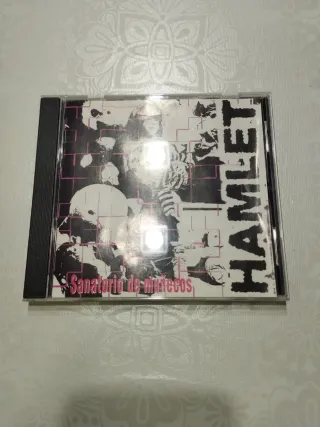 HAMLET
Sanatorio de muñecos